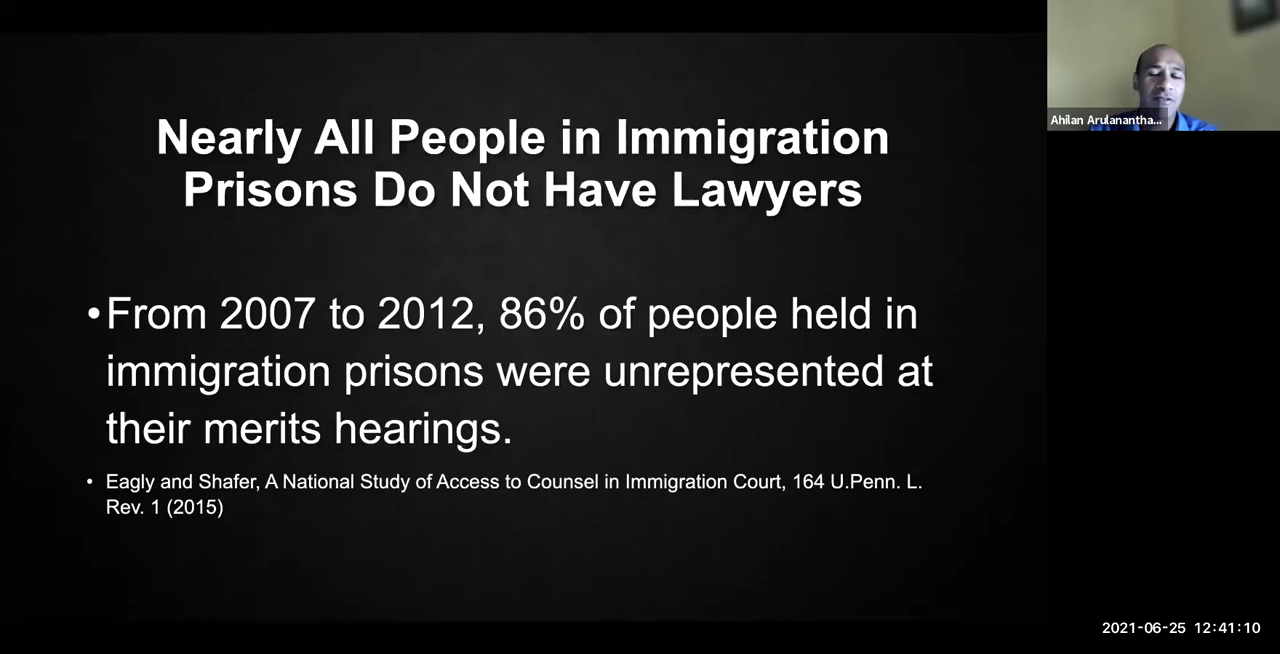 Nearly All People in Immigration
Prisons Do Not Have Lawyers
•From 2007 to 2012, 86% of people held in
immigration prisons were unrepresented at
their merits hearings.
• Eagly and Shafer, A National Study of Access to Counsel in Immigration Court, 164 U.Penn. L.
Rev. 1 (2015)
Ahilan Arulanantha...
2021-06-25 12:41:10